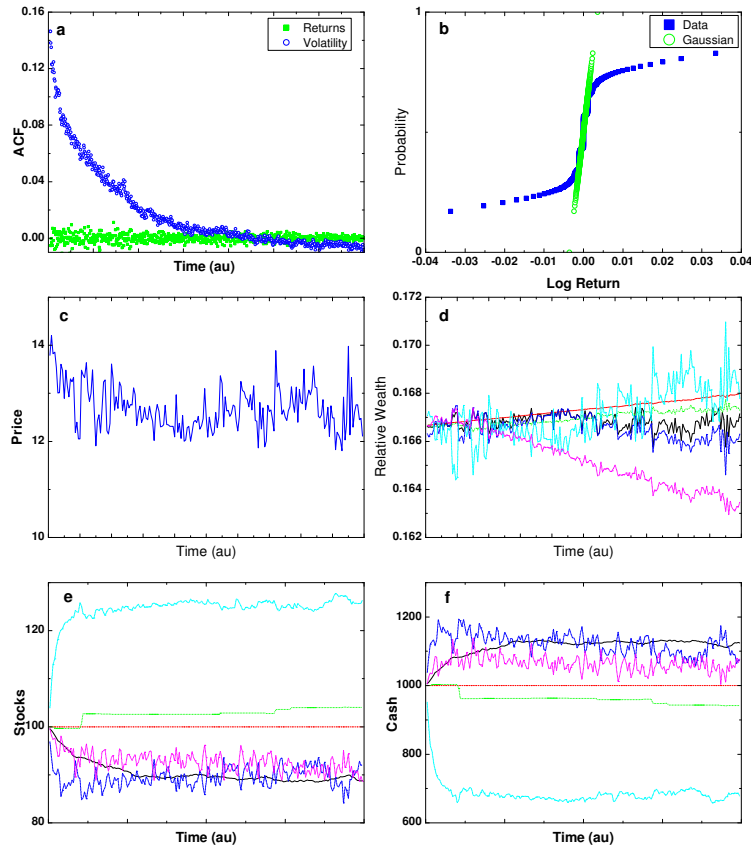 a
Returns
Volatility
0.16
0.12
0.08
0.04
0.00
ACF
Time (au)
b
Data
Gaussian
1
0
Probability
-0.04
-0.03
-0.02
-0.01
0.00
0.01
0.02
0.03
0.04
Log Return
c
14
12
10
Price
Time (au)
d
0.172
0.170
0.168
0.166
0.164
0.162
Relative Wealth
Time (au)
e
120
100
80
Stocks
Time (au)
f
1200
1100
1000
900
800
700
600
Cash
Time (au)